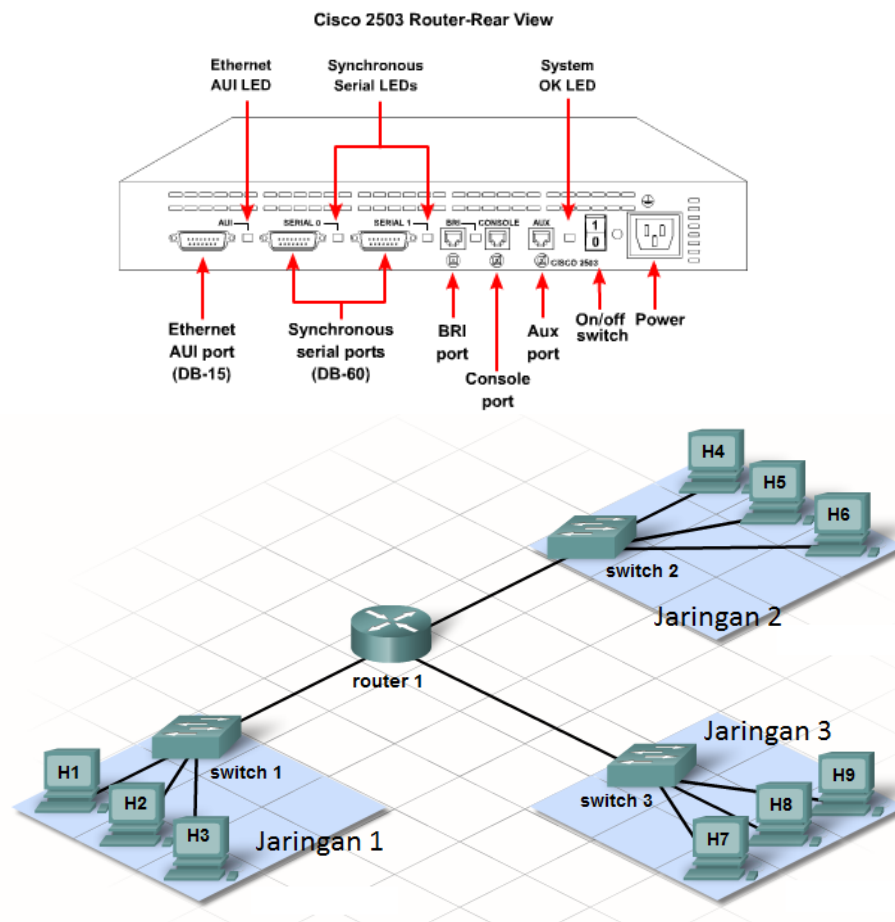 Cisco 2503 Router-Rear View
Ethernet
AUI LED
Synchronous
Serial LEDs
System
OK LED
AUI
SERIAL 0
SERIAL 1
BRI
CONSOLE
AUX
1
0
CISCO 2503
Ethernet
AUI port
(DB-15)
Synchronous
serial ports
(DB-60)
BRI
port
Console
port
Aux
port
On/off
switch
Power
H4
H5
H6
switch 2
Jaringan 2
router 1
switch 1
H1
H2
H3
Jaringan 1
Jaringan 3
switch 3
H9
H8
H7